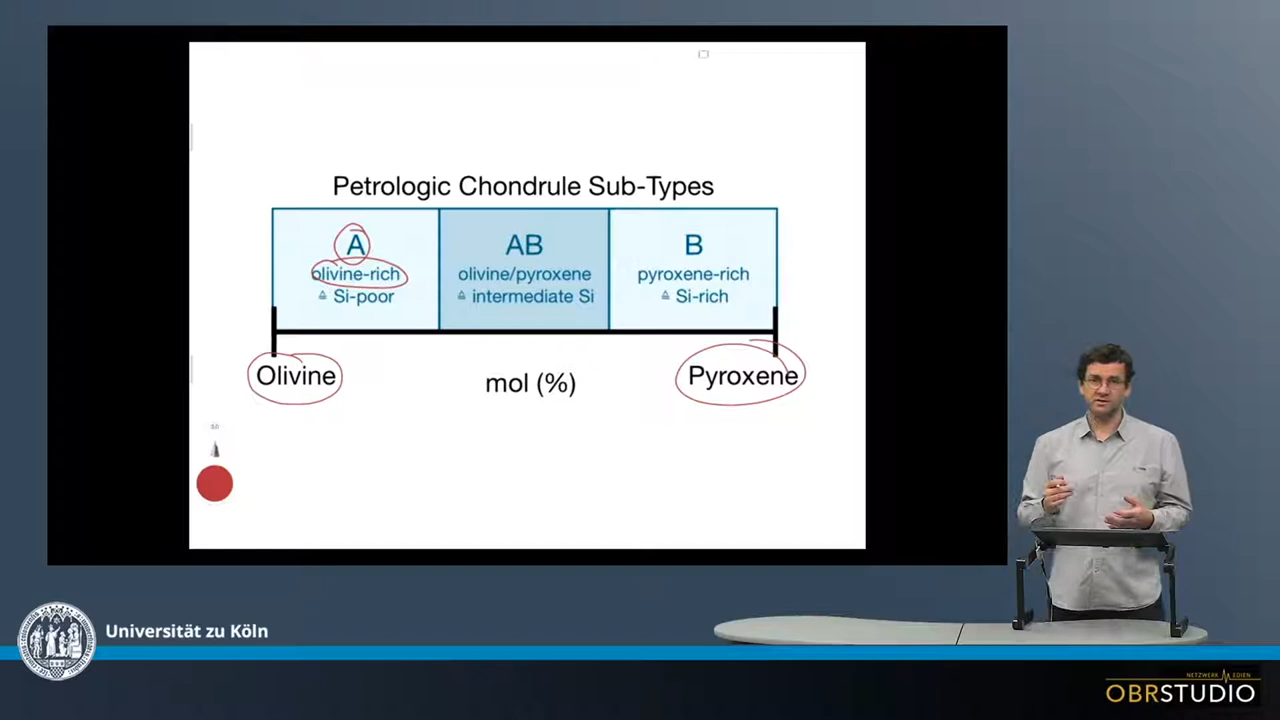 Petrologic Chondrule Sub-Types
A
olivine-rich
≙ Si-poor
AB
olivine/pyroxene
≙ intermediate Si
B
pyroxene-rich
≙ Si-rich
Olivine
mol (%)
Pyroxene
Universität zu Köln
NETZWERK MEDIEN
OBRSTUDIO